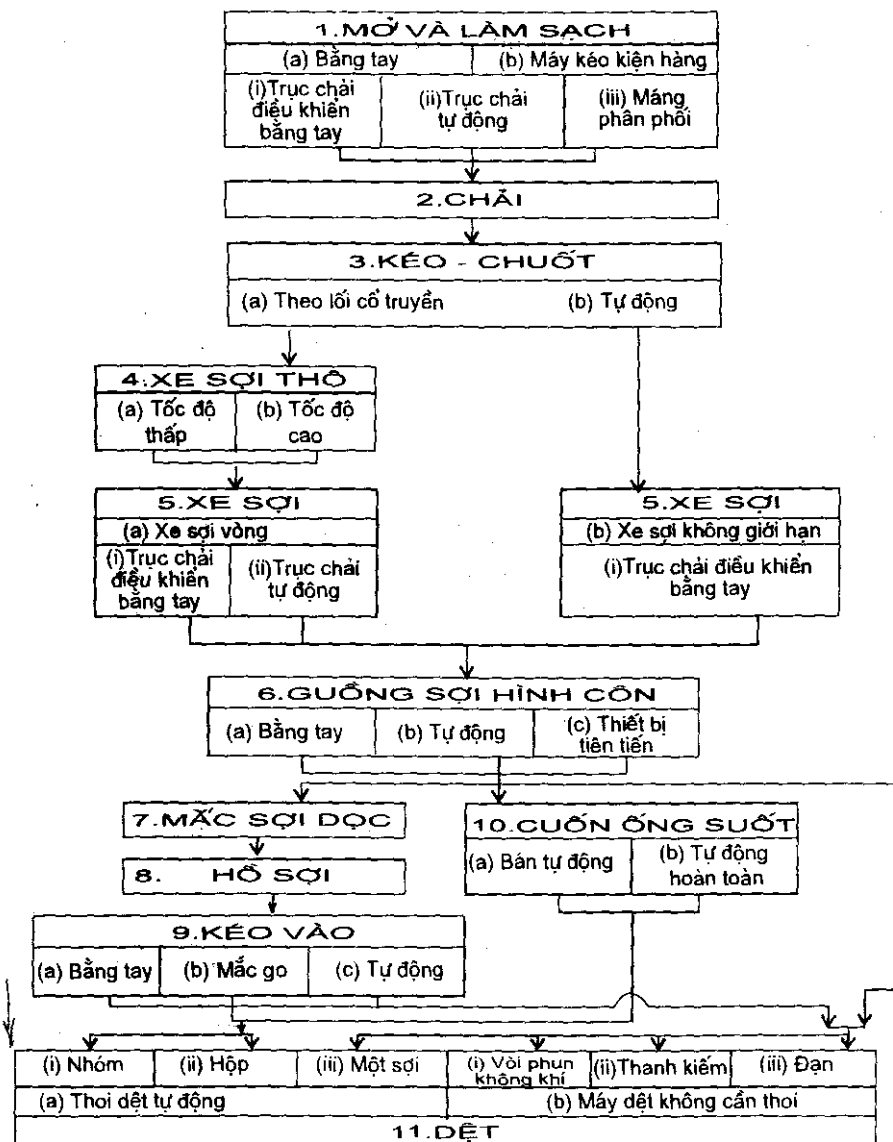 1.MỞ VÀ LÀM SẠCH
(a) Bằng tay
(b) Máy kéo kiện hàng
(i)Trục chải
điều khiển
bằng tay
(ii)Trục chải
tự động
(iii) Máng
phân phối
2.CHẢI
3.KÉO - CHUỐT
(a) Theo lối cổ truyền
(b) Tự động
4.XE SỢI THÔ
(a) Tốc độ
thấp
(b) Tốc độ
cao
5.XE SỢI
(a) Xe sợi vòng
(i)Trục chải
điều khiển
bằng tay
(ii)Trục chải
tự động
5.XE SỢI
(b) Xe sợi không giới hạn
(i)Trục chải điều khiển
bằng tay
6.GUỒNG SỢI HÌNH CÔN
(a) Bằng tay
(b) Tự động
(c) Thiết bị
tiên tiến
7.MẮC SỢI DỌC
8. HỒ SỢI
9.KÉO VÀO
(a) Bằng tay
(b) Mắc go
(c) Tự động
10.CUỐN ỐNG SUỐT
(a) Bán tự động
(b) Tự động
hoàn toàn
(i) Nhóm
(ii) Hộp
(iii) Một sợi
(i) Vòi phun
không khí
(ii)Thanh kiếm
(iii) Đạn
(a) Thoi dệt tự động
(b) Máy dệt không cần thoi
11.DỆT